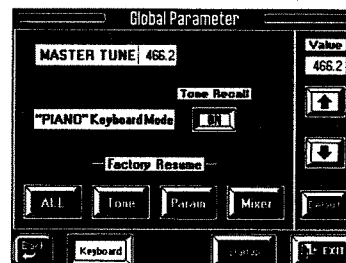 Global Parameter
Value
MASTER TUNE 466.2
466.2
Tone Recall
"PIANO" Keyboard Mode
ON
Factory Resume
ALL Tone Param Mixer
Keyboard
EXIT